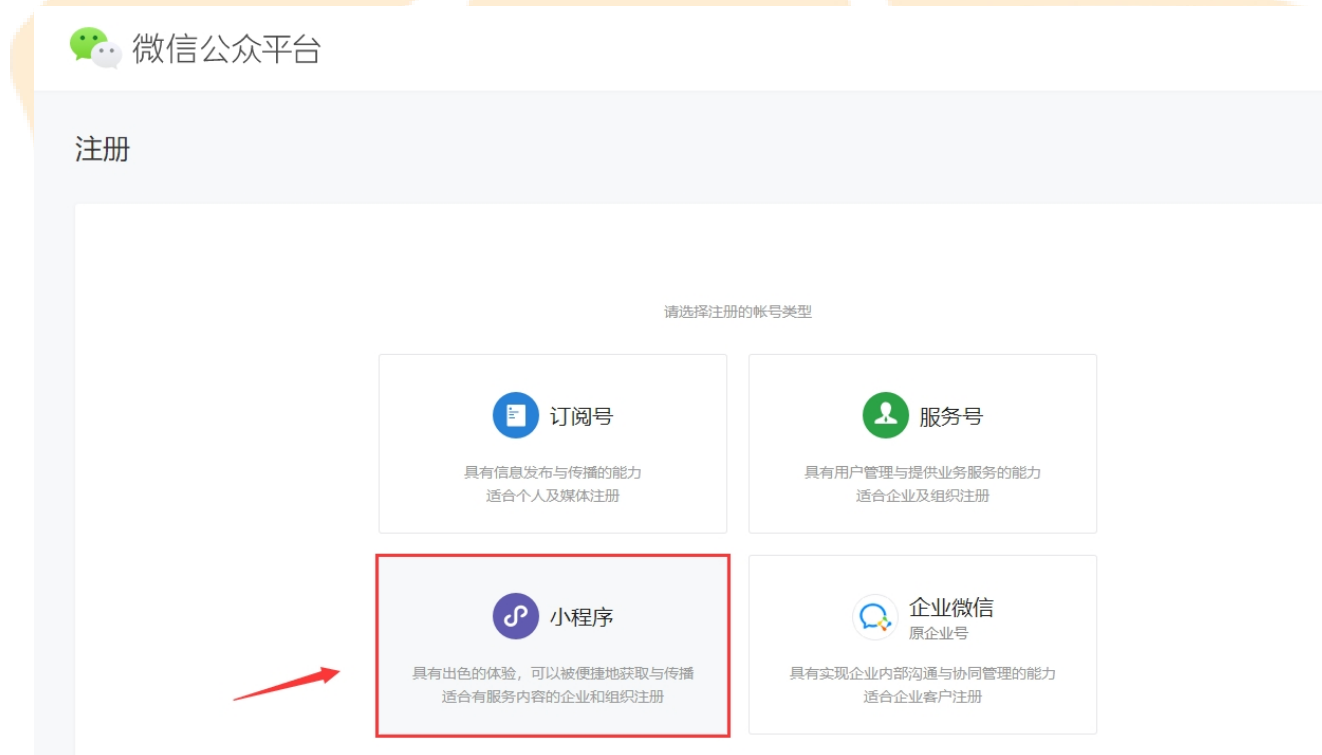 微信公众平台
注册
请选择注册的帐号类型
订阅号
具有信息发布与传播的能力
适合个人及媒体注册
服务号
具有用户管理与提供业务服务的能力
适合企业及组织注册
小程序
具有出色的体验，可以被便捷地获取与传播
适合有服务内容的企业和组织注册
企业微信
原企业号
具有实现企业内部沟通与协同管理的能力
适合企业客户注册